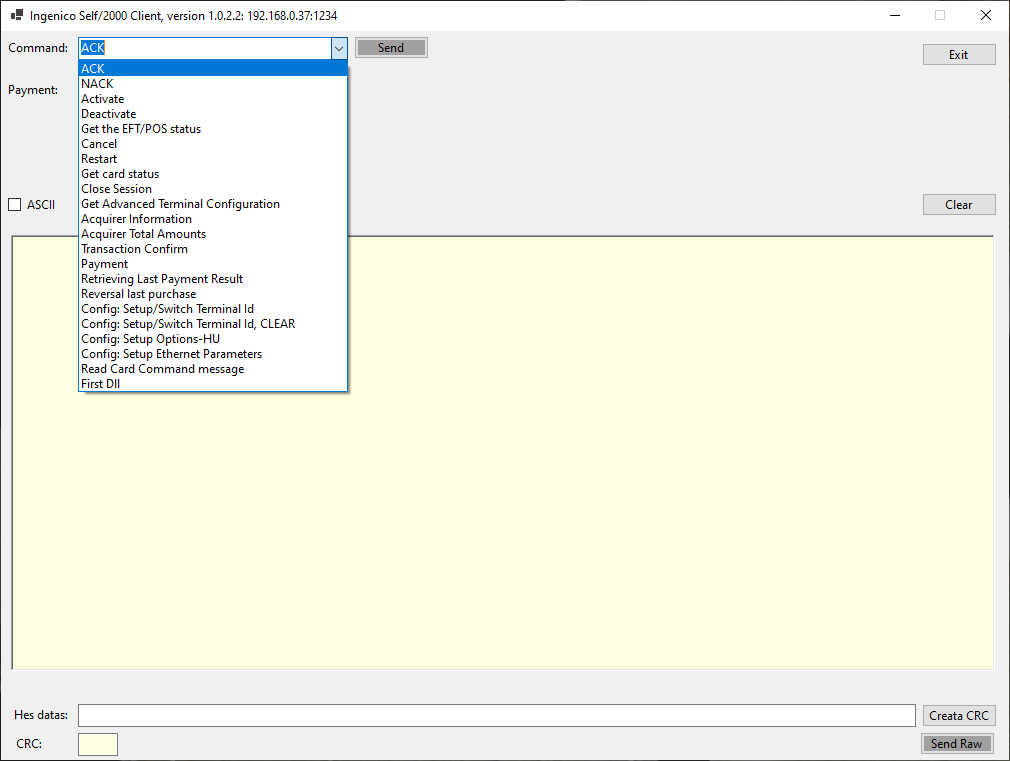 Ingenico Self/2000 Client, version 1.0.2.2: 192.168.0.37:1234
Command: ACK Send
Exit
ACK
NACK
Payment:
Activate
Deactivate
Get the EFT/POS status
Cancel
Restart
Get card status
Close Session
Get Advanced Terminal Configuration
ASCII
Clear
Acquirer Information
Acquirer Total Amounts
Transaction Confirm
Payment
Retrieving Last Payment Result
Reversal last purchase
Config: Setup/Switch Terminal Id
Config: Setup/Switch Terminal Id, CLEAR
Config: Setup Options-HU
Config: Setup Ethernet Parameters
Read Card Command message
First Dll
Hes datas:
Creata CRC
CRC:
Send Raw